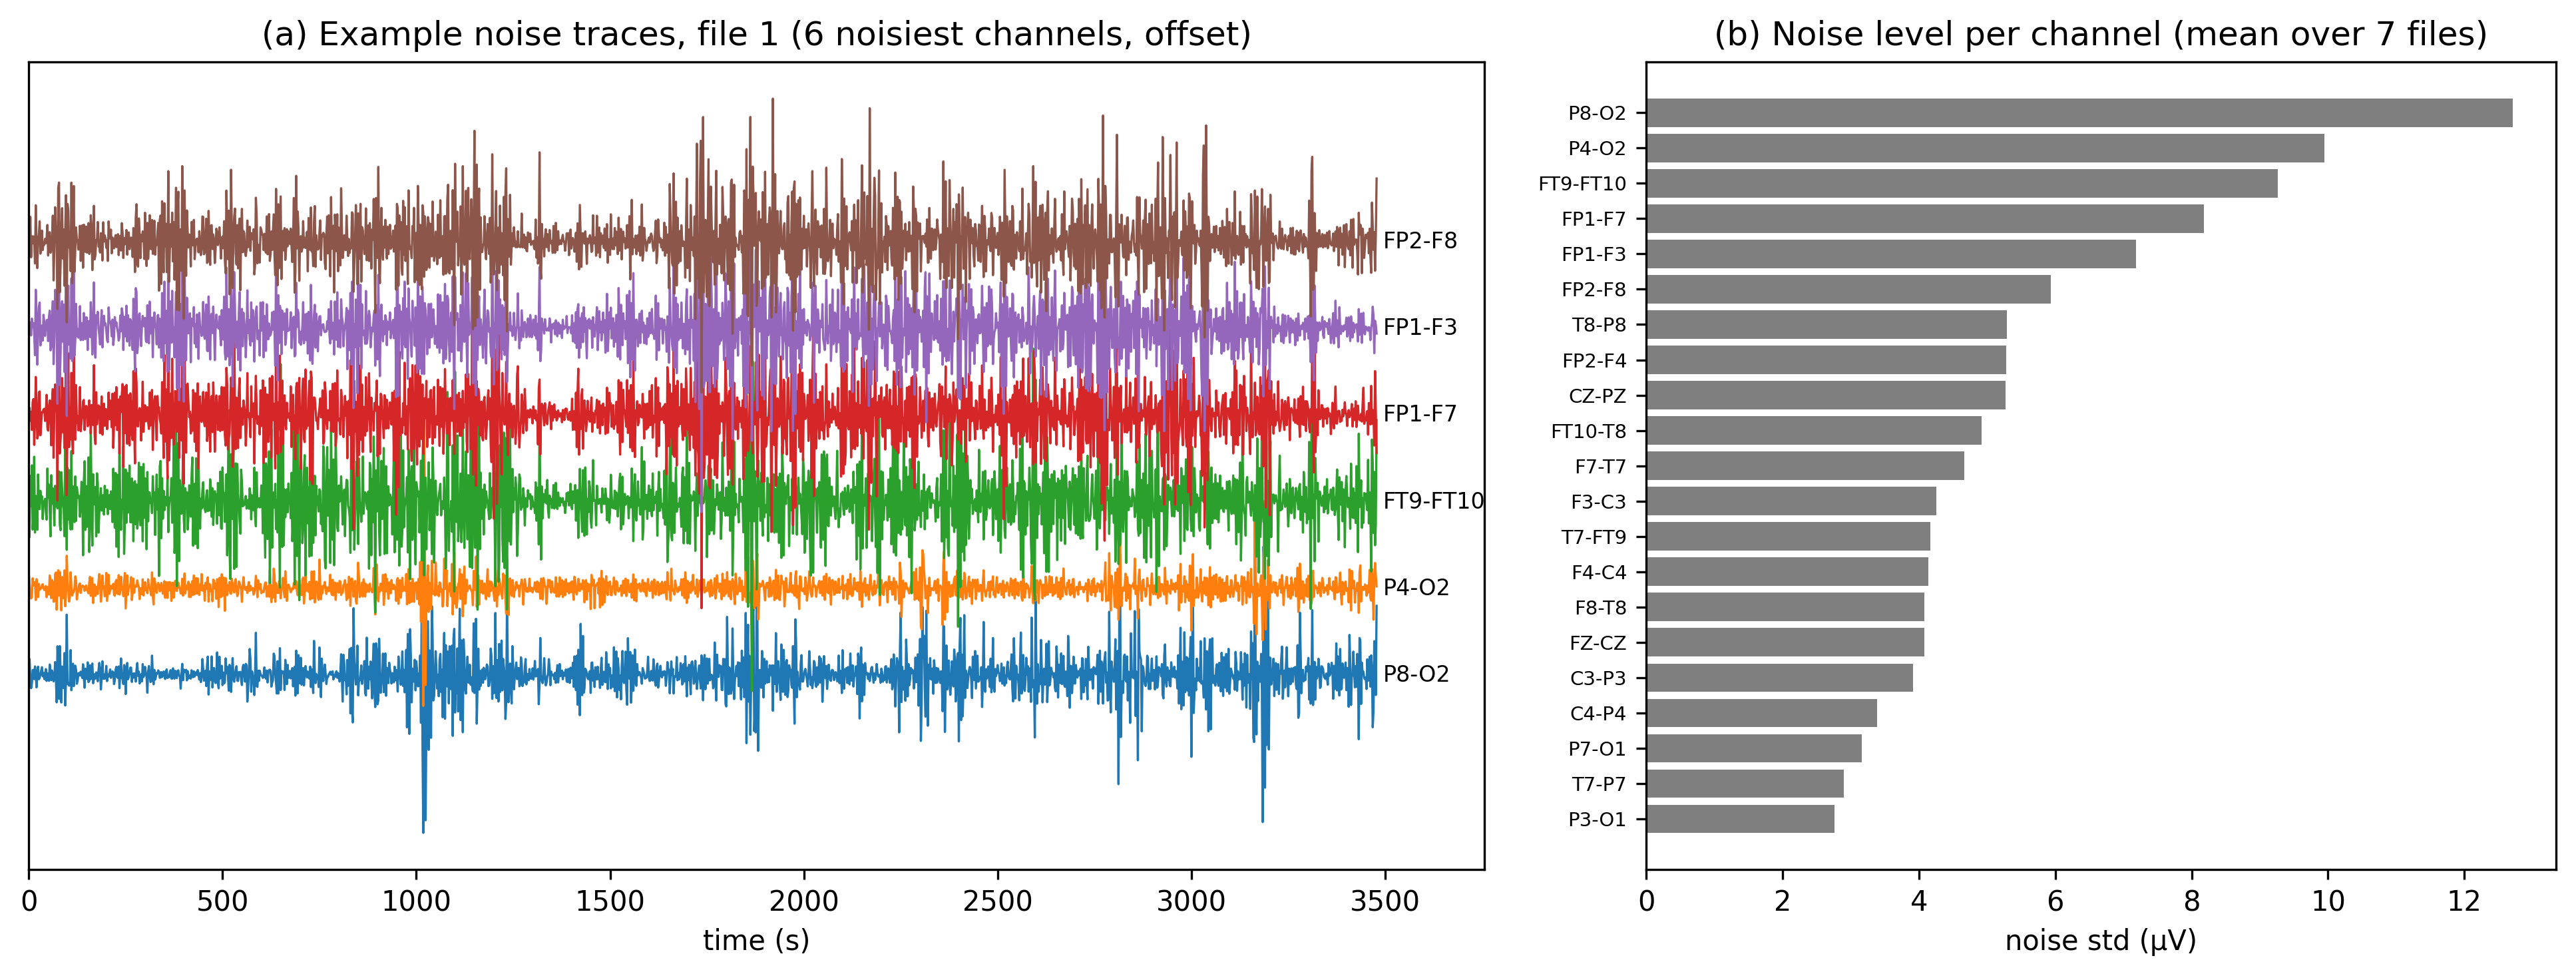 (a) Example noise traces, file 1 (6 noisiest channels, offset)
FP2-F8
FP1-F3
FP1-F7
FT9-FT10
P4-O2
P8-O2
0 500 1000 1500 2000 2500 3000 3500
time (s)
(b) Noise level per channel (mean over 7 files)
P8-O2
P4-O2
FT9-FT10
FP1-F7
FP1-F3
FP2-F8
T8-P8
FP2-F4
CZ-PZ
FT10-T8
F7-T7
F3-C3
T7-FT9
F4-C4
F8-T8
FZ-CZ
C3-P3
C4-P4
P7-O1
T7-P7
P3-O1
0 2 4 6 8 10 12
noise std (μV)